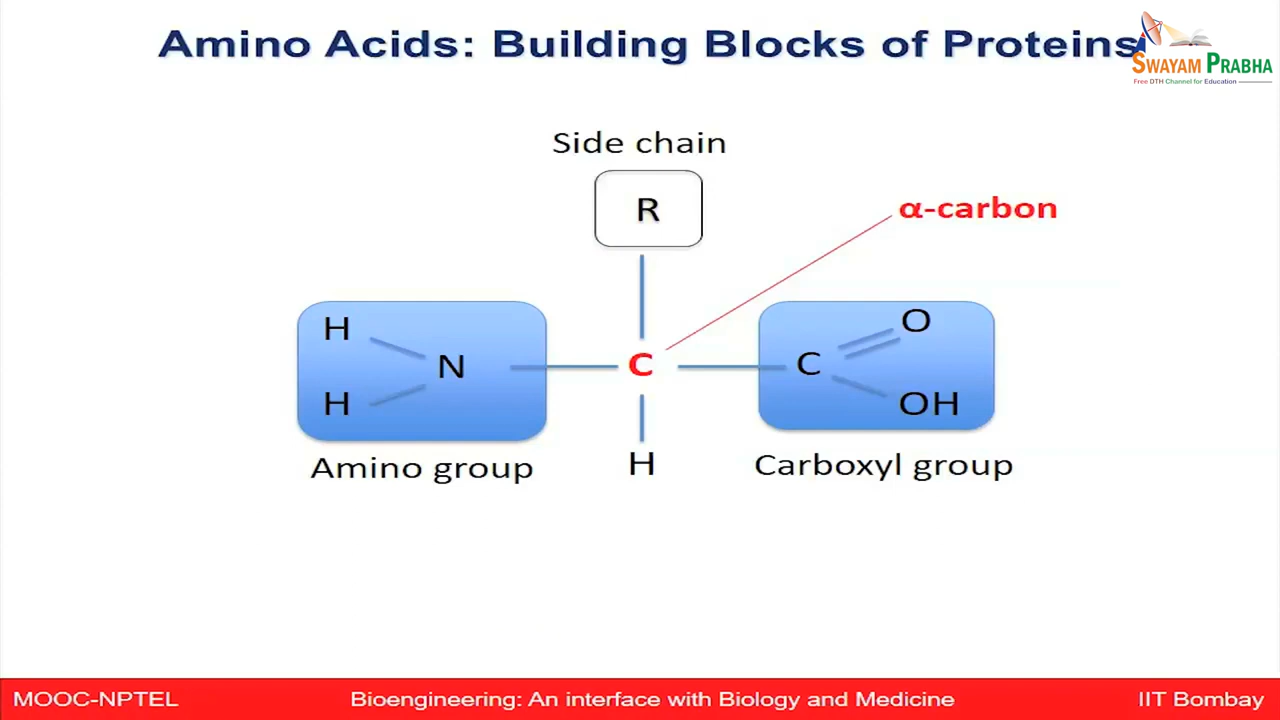 Amino Acids: Building Blocks of Proteins
SWAYAM PRABHA
Free DTH Channel for Education
Side chain
R
α-carbon
H
O
N
C
C
H
OH
Amino group
H
Carboxyl group
MOOC-NPTEL
Bioengineering: An interface with Biology and Medicine
IIT Bombay